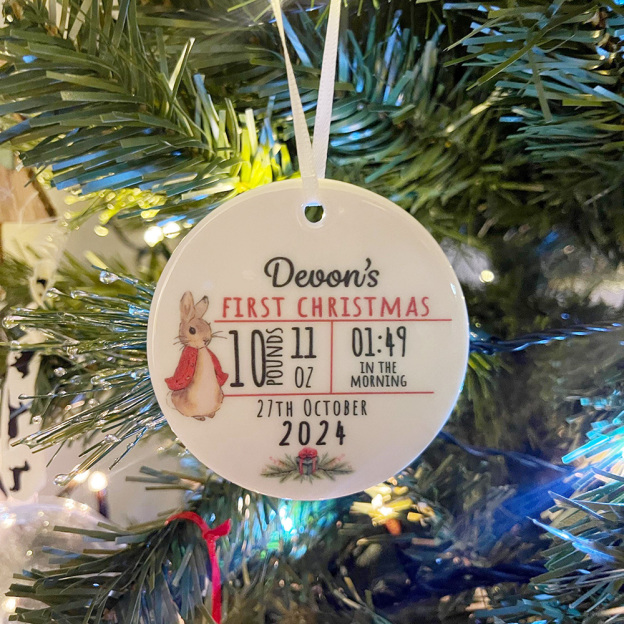 Devon's
FIRST CHRISTMAS
10 POUNDS 11 OZ
01:49
IN THE
MORNING
27TH OCTOBER
2024